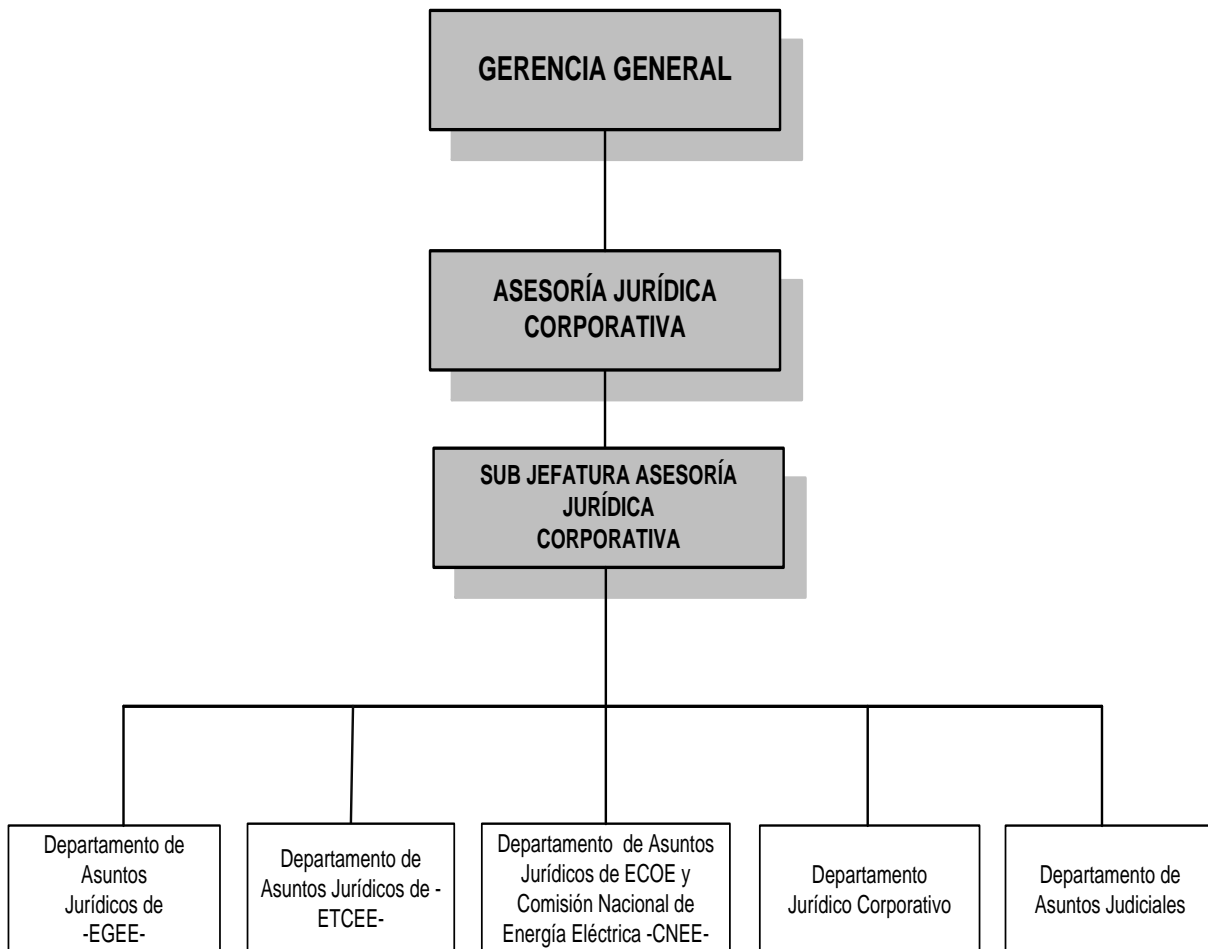 GERENCIA GENERAL
ASESORÍA JURÍDICA
CORPORATIVA
SUB JEFATURA ASESORÍA
JURÍDICA
CORPORATIVA
Departamento de
Asuntos
Jurídicos de
-EGEE-
Departamento de
Asuntos Jurídicos de -
ETCEE-
Departamento de Asuntos
Jurídicos de ECOE y
Comisión Nacional de
Energía Eléctrica -CNEE-
Departamento
Jurídico Corporativo
Departamento de
Asuntos Judiciales